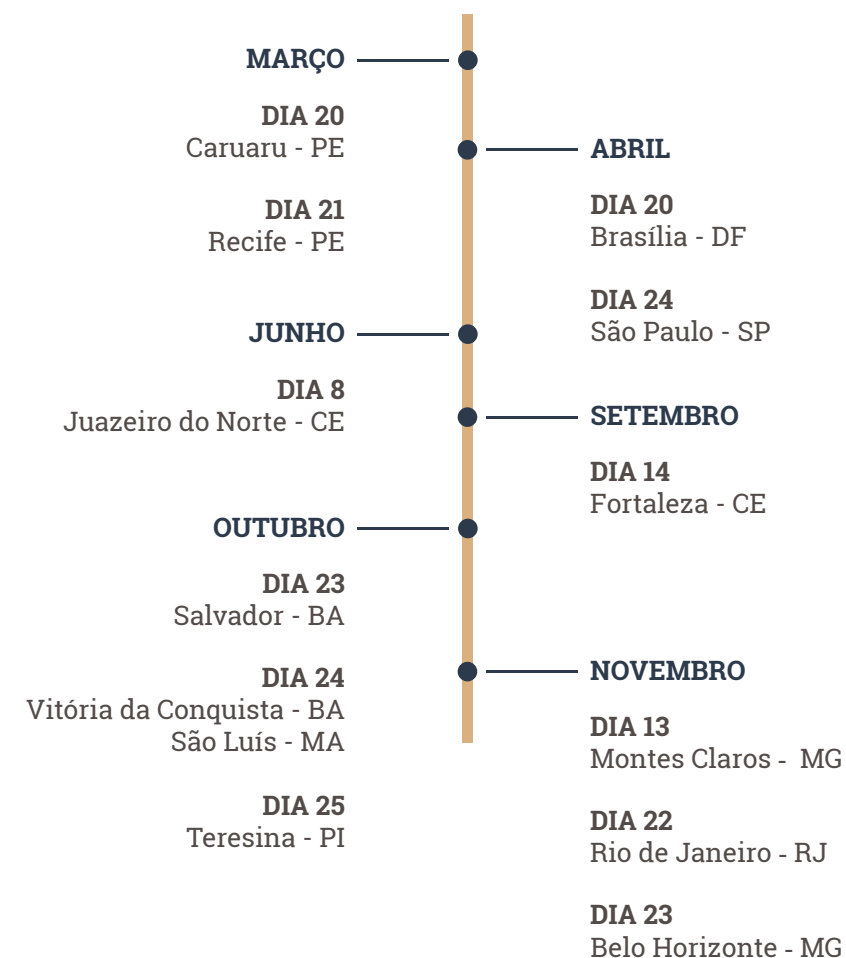 MARÇO
DIA 20
Caruaru - PE
DIA 21
Recife - PE
ABRIL
DIA 20
Brasília - DF
DIA 24
São Paulo - SP
JUNHO
DIA 8
Juazeiro do Norte - CE
SETEMBRO
DIA 14
Fortaleza - CE
OUTUBRO
DIA 23
Salvador - BA
DIA 24
Vitória da Conquista - BA
São Luís - MA
DIA 25
Teresina - PI
NOVEMBRO
DIA 13
Montes Claros -  MG
DIA 22
Rio de Janeiro - RJ
DIA 23
Belo Horizonte - MG